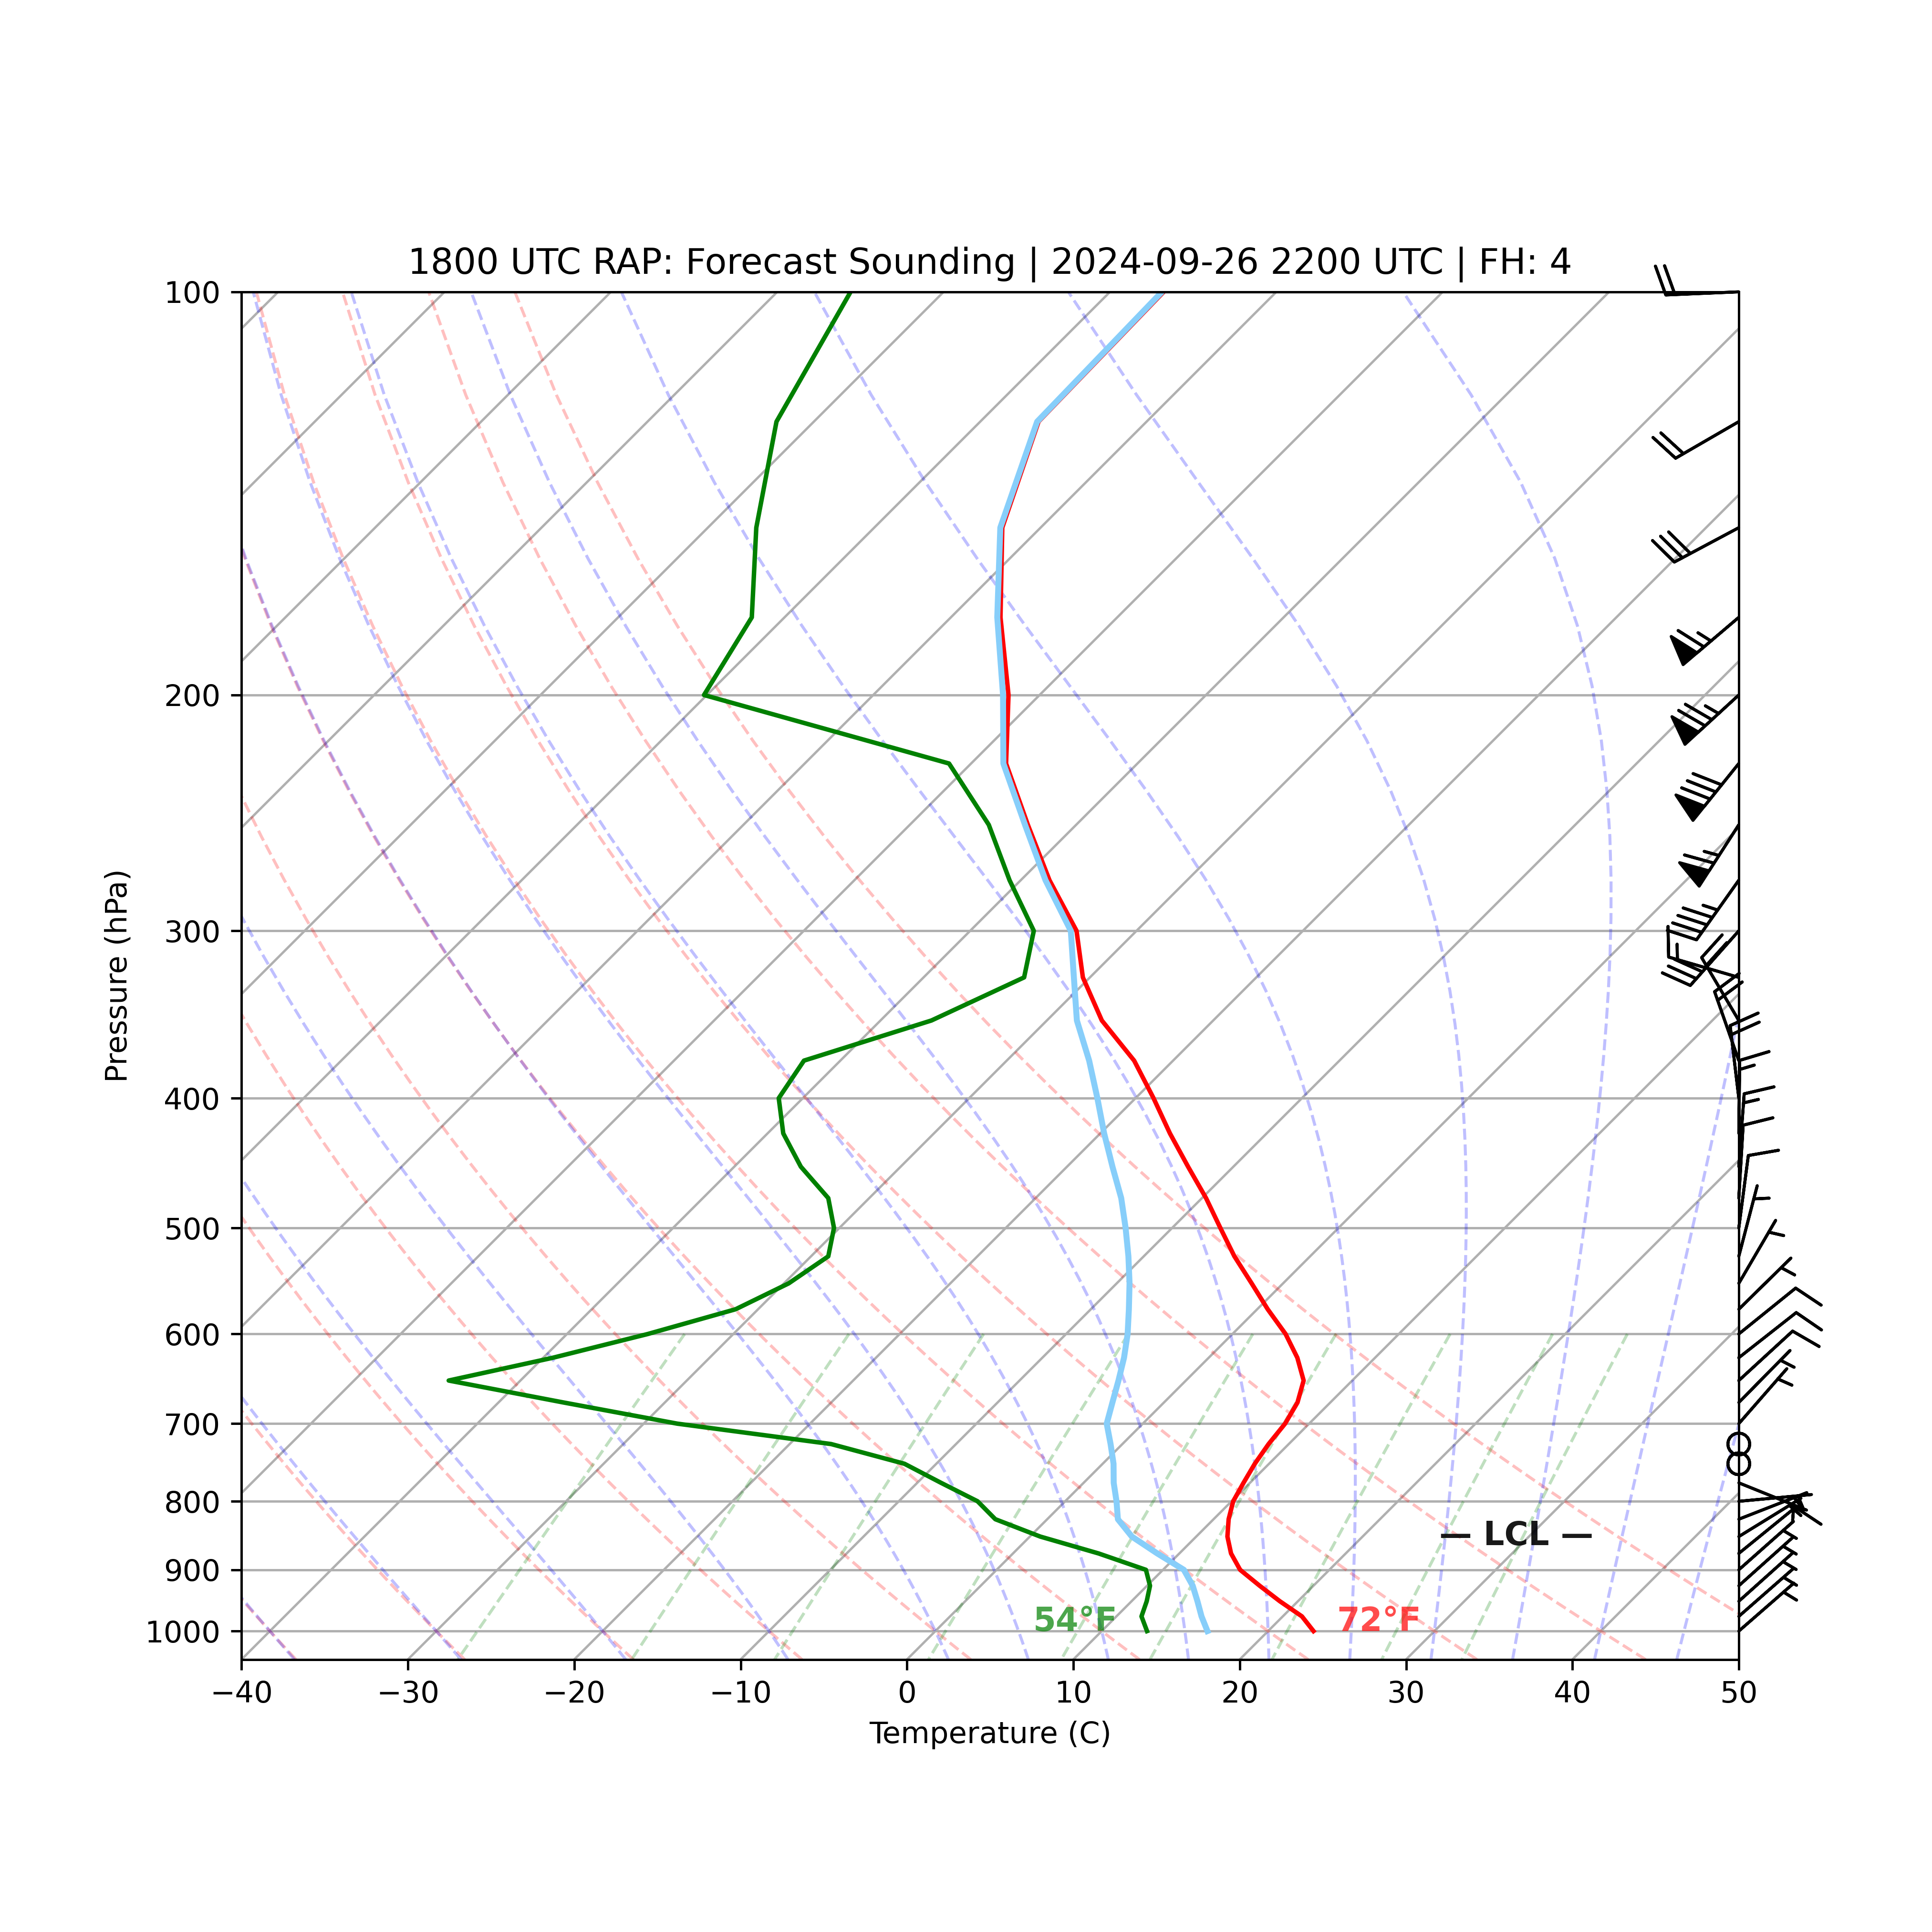 1800 UTC RAP: Forecast Sounding | 2024-09-26 2200 UTC | FH: 4
100
200
300
400
500
600
700
800
900
1000
Pressure (hPa)
— LCL —
54°F
72°F
−40 −30 −20 −10 0 10 20 30 40 50
Temperature (C)